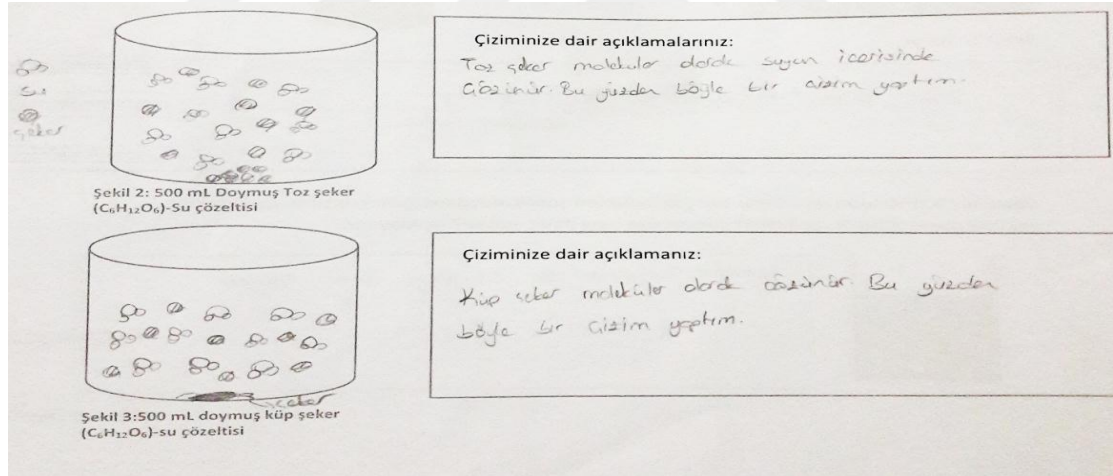 su
şeker
Şekil 2: 500 mL Doymuş Toz şeker
(C₆H₁₂O₆)-Su çözeltisi
Çiziminize dair açıklamalarınız:
Toz şeker moleküler olarak suyun içerisinde
çözünür. Bu yüzden böyle bir çizim yaptım.
şeker
Şekil 3:500 mL doymuş küp şeker
(C₆H₁₂O₆)-su çözeltisi
Çiziminize dair açıklamanız:
Küp şeker moleküler olarak çözünür. Bu yüzden
böyle bir çizim yaptım.